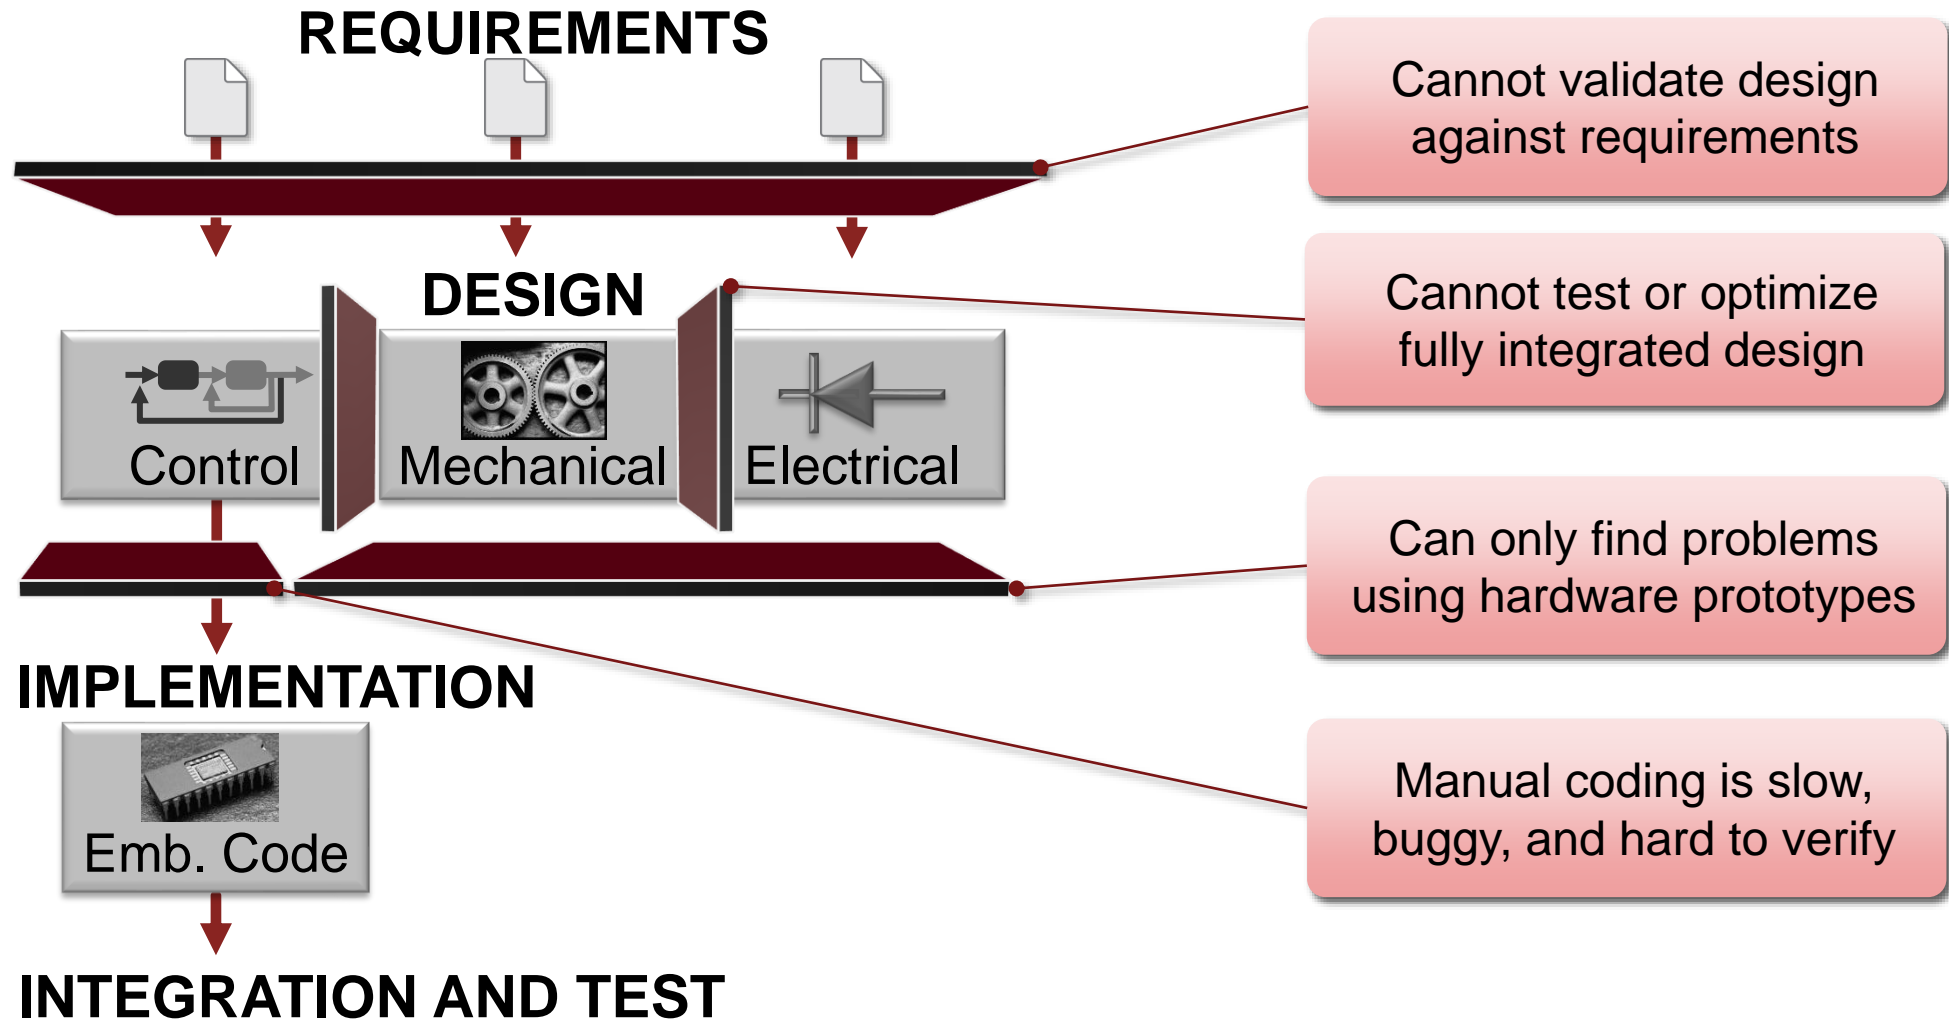 REQUIREMENTS
Cannot validate design
against requirements
DESIGN
Cannot test or optimize
fully integrated design
Control
Mechanical
Electrical
Can only find problems
using hardware prototypes
IMPLEMENTATION
Emb. Code
Manual coding is slow,
buggy, and hard to verify
INTEGRATION AND TEST